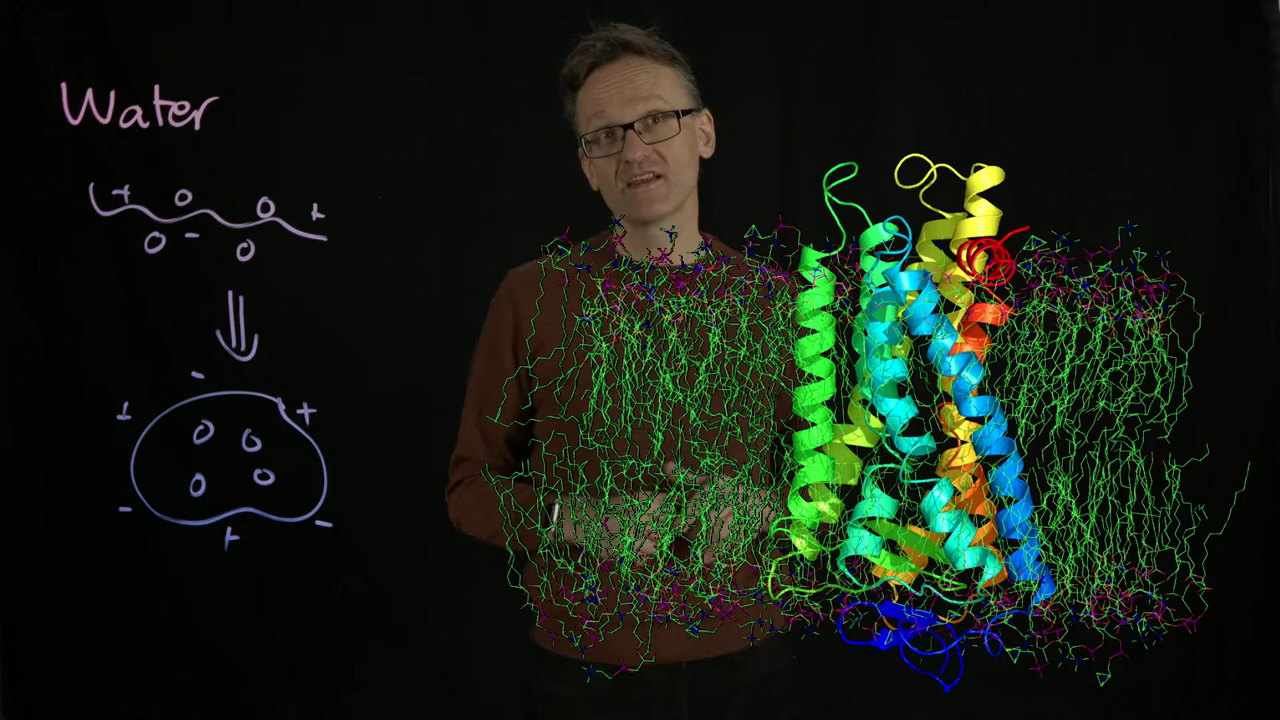 Water
+ o o +
o - o
-
+ +
o o
o o
- + -